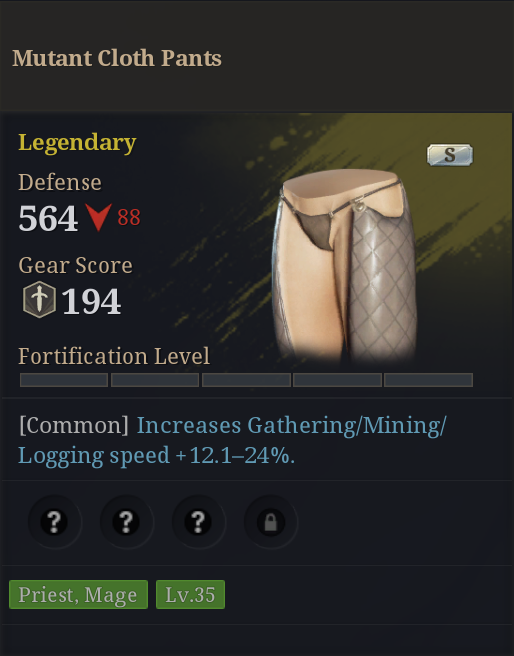 Mutant Cloth Pants
Legendary
S
Defense
564 88
Gear Score
194
Fortification Level
[Common] Increases Gathering/Mining/
Logging speed +12.1–24%.
? ? ?
Priest, Mage Lv.35